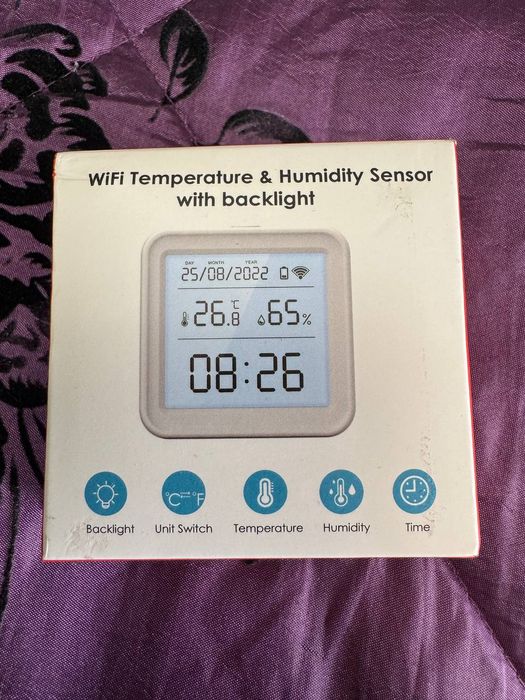 WiFi Temperature & Humidity Sensor
with backlight
DAY MONTH YEAR
25/08/2022
26.8 °C 65%
08:26
°C °F
Backlight Unit Switch Temperature Humidity Time